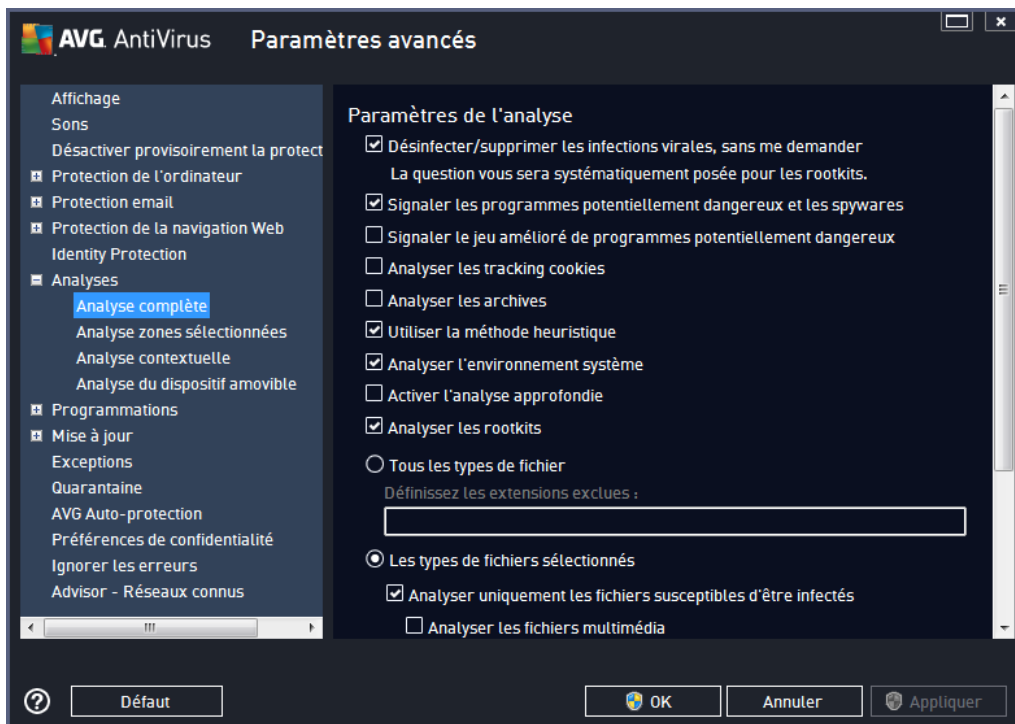 AVG AntiVirus Paramètres avancés
Affichage
Sons
Désactiver provisoirement la protect
Protection de l'ordinateur
Protection email
Protection de la navigation Web
Identity Protection
Analyses
Analyse complète
Analyse zones sélectionnées
Analyse contextuelle
Analyse du dispositif amovible
Programmations
Mise à jour
Exceptions
Quarantaine
AVG Auto-protection
Préférences de confidentialité
Ignorer les erreurs
Advisor - Réseaux connus
Paramètres de l'analyse
Désinfecter/supprimer les infections virales, sans me demander
La question vous sera systématiquement posée pour les rootkits.
Signaler les programmes potentiellement dangereux et les spywares
Signaler le jeu amélioré de programmes potentiellement dangereux
Analyser les tracking cookies
Analyser les archives
Utiliser la méthode heuristique
Analyser l'environnement système
Activer l'analyse approfondie
Analyser les rootkits
Tous les types de fichier
Définissez les extensions exclues :
Les types de fichiers sélectionnés
Analyser uniquement les fichiers susceptibles d'être infectés
Analyser les fichiers multimédia
Défaut
OK
Annuler
Appliquer